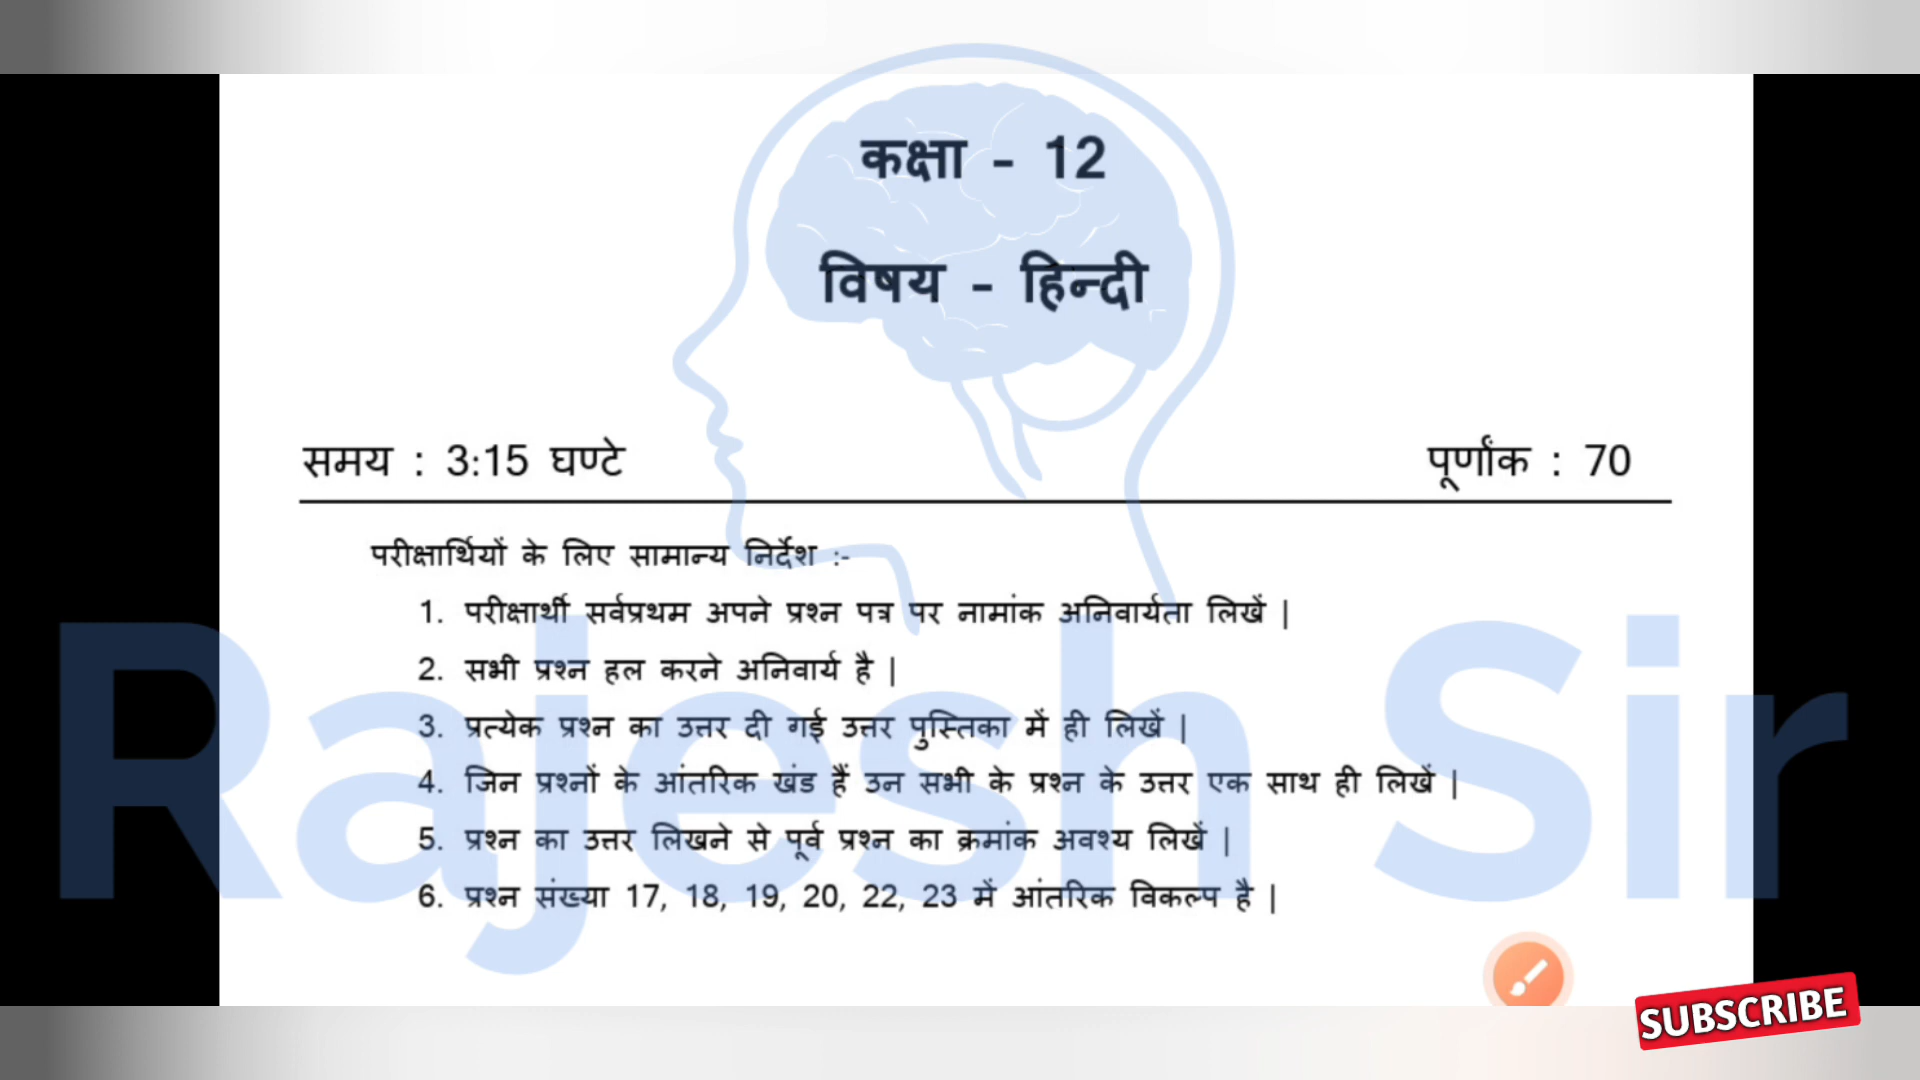 कक्षा - 12
विषय - हिन्दी
समय : 3:15 घण्टे
पूर्णांक : 70
परीक्षार्थियों के लिए सामान्य निर्देश :-
1. परीक्षार्थी सर्वप्रथम अपने प्रश्न पत्र पर नामांक अनिवार्यता लिखें |
2. सभी प्रश्न हल करने अनिवार्य है |
3. प्रत्येक प्रश्न का उत्तर दी गई उत्तर पुस्तिका में ही लिखें |
4. जिन प्रश्नों के आंतरिक खंड हैं उन सभी के प्रश्न के उत्तर एक साथ ही लिखें |
5. प्रश्न का उत्तर लिखने से पूर्व प्रश्न का क्रमांक अवश्य लिखें |
6. प्रश्न संख्या 17, 18, 19, 20, 22, 23 में आंतरिक विकल्प है |
Rajesh Sir
SUBSCRIBE